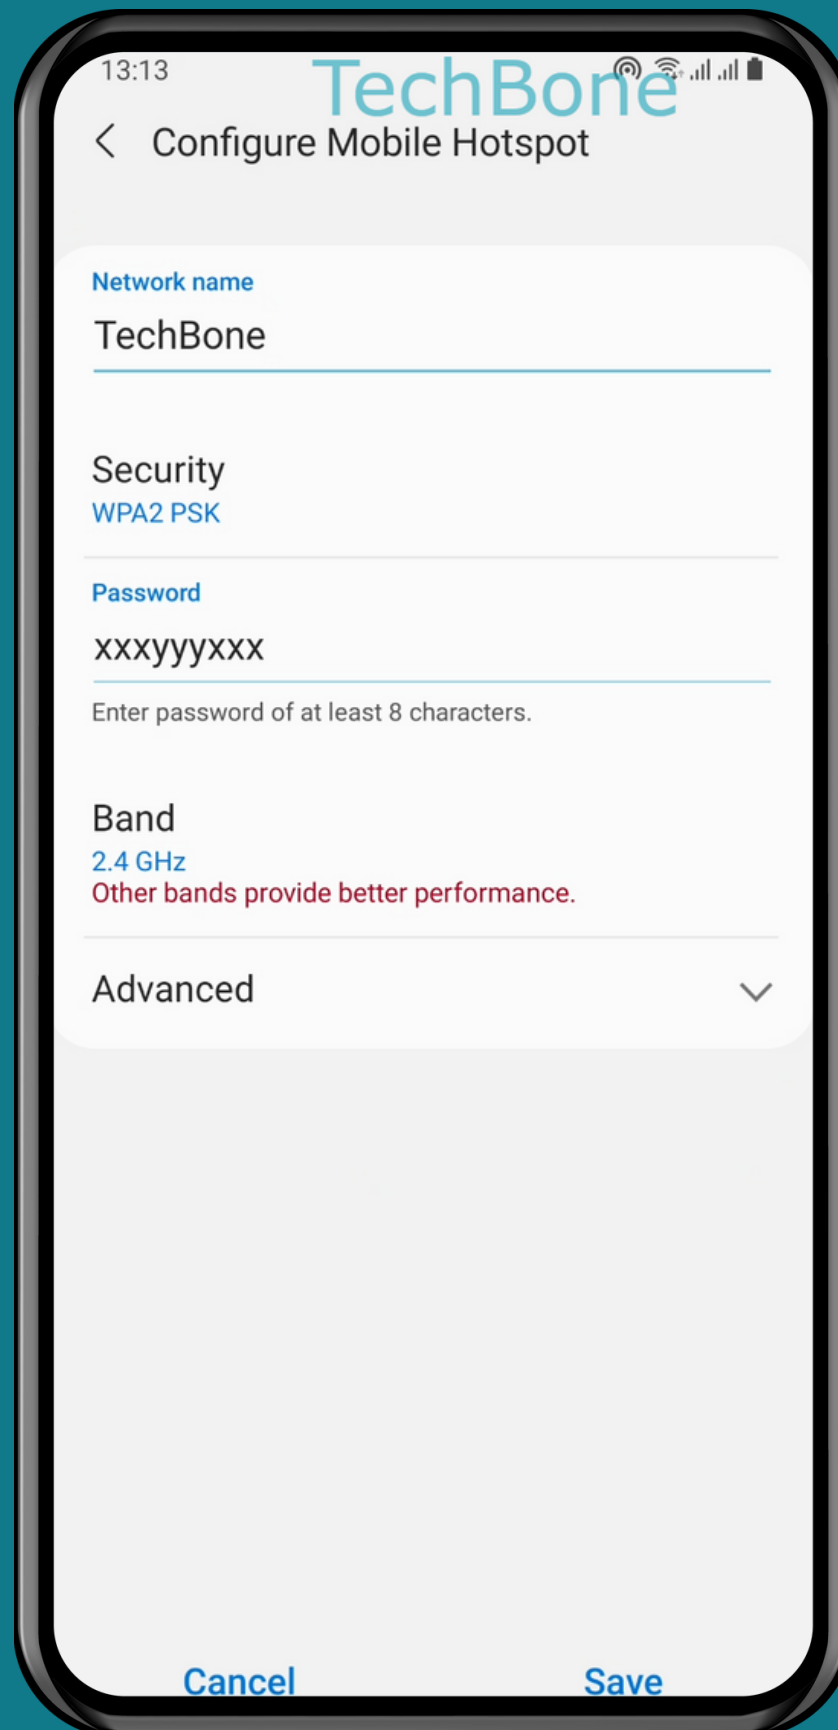 13:13
TechBone
Configure Mobile Hotspot
Network name
TechBone
Security
WPA2 PSK
Password
xxxyyyxxx
Enter password of at least 8 characters.
Band
2.4 GHz
Other bands provide better performance.
Advanced
Cancel Save